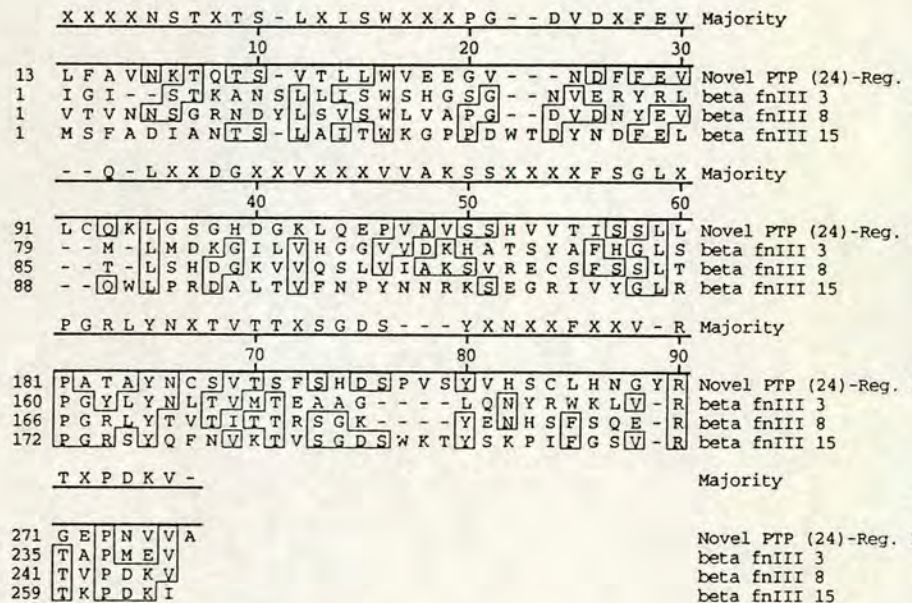 X X X X N S T X T S - L X I S W X X X P G - - D V D X F E V Majority
10 20 30
13 L F A V N K T Q T S - V T L L W V E E G V - - - N D F F E V Novel PTP (24)-Reg.
1 I G I - - S T K A N S L L I S W S H G S G - - N V E R Y R L beta fnIII 3
1 V T V N N S G R N D Y L S V S W L V A P G - - D V D N Y E V beta fnIII 8
1 M S F A D I A N T S - L A I T W K G P P D W T D Y N D F E L beta fnIII 15
- - Q - L X X D G X X V X X X V V A K S S X X X X F S G L X Majority
40 50 60
91 L C Q K L G S G H D G K L Q E P V A V S S H V V T I S S L L Novel PTP (24)-Reg.
79 - - M - L M D K G I L V H G G V V D K H A T S Y A F H G L S beta fnIII 3
85 - - T - L S H D G K V V Q S L V I A K S V R E C S F S S L T beta fnIII 8
88 - - Q W L P R D A L T V F N P Y N N R K S E G R I V Y G L R beta fnIII 15
P G R L Y N X T V T T X S G D S - - - Y X N X X F X X V - R Majority
70 80 90
181 P A T A Y N C S V T S F S H D S P V S Y V H S C L H N G Y R Novel PTP (24)-Reg.
160 P G Y L Y N L T V M T E A A G - - - - L Q N Y R W K L V - R beta fnIII 3
166 P G R L Y T V T I T T R S G K - - - - Y E N H S F S Q E - R beta fnIII 8
172 P G R S Y Q F N V K T V S G D S W K T Y S K P I F G S V - R beta fnIII 15
T X P D K V - Majority
271 G E P N V V A Novel PTP (24)-Reg.
235 T A P M E V beta fnIII 3
241 T V P D K V beta fnIII 8
259 T K P D K I beta fnIII 15